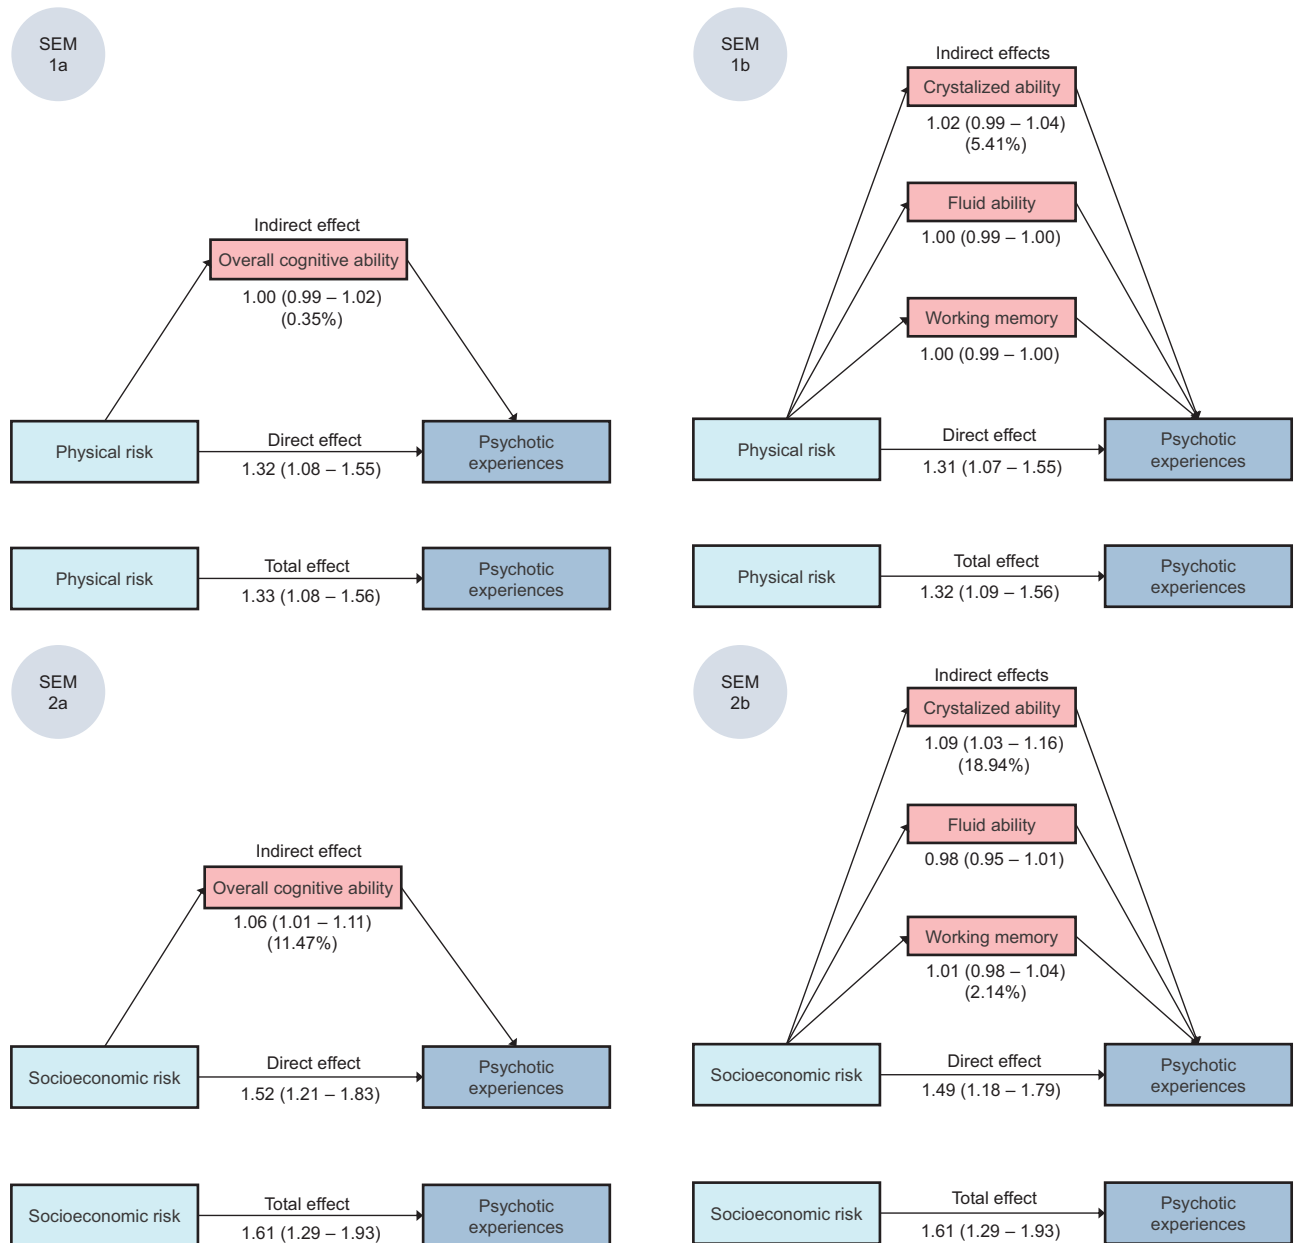 SEM
1a
Indirect effect
Overall cognitive ability
1.00 (0.99 – 1.02)
(0.35%)
Physical risk
Direct effect
1.32 (1.08 – 1.55)
Psychotic
experiences
Physical risk
Total effect
1.33 (1.08 – 1.56)
Psychotic
experiences
SEM
1b
Indirect effects
Crystalized ability
1.02 (0.99 – 1.04)
(5.41%)
Fluid ability
1.00 (0.99 – 1.00)
Working memory
1.00 (0.99 – 1.00)
Physical risk
Direct effect
1.31 (1.07 – 1.55)
Psychotic
experiences
Physical risk
Total effect
1.32 (1.09 – 1.56)
Psychotic
experiences
SEM
2a
Indirect effect
Overall cognitive ability
1.06 (1.01 – 1.11)
(11.47%)
Socioeconomic risk
Direct effect
1.52 (1.21 – 1.83)
Psychotic
experiences
Socioeconomic risk
Total effect
1.61 (1.29 – 1.93)
Psychotic
experiences
SEM
2b
Indirect effects
Crystalized ability
1.09 (1.03 – 1.16)
(18.94%)
Fluid ability
0.98 (0.95 – 1.01)
Working memory
1.01 (0.98 – 1.04)
(2.14%)
Socioeconomic risk
Direct effect
1.49 (1.18 – 1.79)
Psychotic
experiences
Socioeconomic risk
Total effect
1.61 (1.29 – 1.93)
Psychotic
experiences